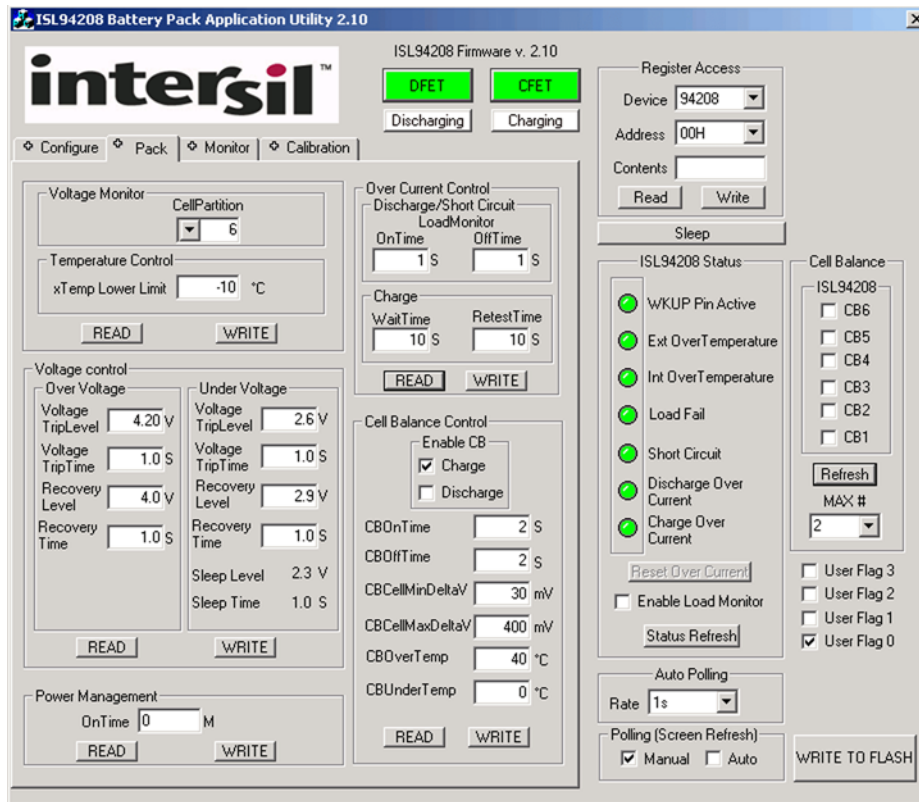 ISL94208 Battery Pack Application Utility 2.10
intersil™
ISL94208 Firmware v. 2.10
DFET
CFET
Discharging
Charging
Configure
Pack
Monitor
Calibration
Voltage Monitor
CellPartition
6
Temperature Control
xTemp Lower Limit
-10 °C
READ
WRITE
Voltage control
Over Voltage
Voltage
TripLevel
4.20 V
Voltage
TripTime
1.0 S
Recovery
Level
4.0 V
Recovery
Time
1.0 S
Under Voltage
Voltage
TripLevel
2.6 V
Voltage
TripTime
1.0 S
Recovery
Level
2.9 V
Recovery
Time
1.0 S
Sleep Level 2.3 V
Sleep Time 1.0 S
READ
WRITE
Power Management
OnTime 0 M
READ
WRITE
Over Current Control
Discharge/Short Circuit
LoadMonitor
OnTime
OffTime
1 S
1 S
Charge
WaitTime
RetestTime
10 S
10 S
READ
WRITE
Cell Balance Control
Enable CB
Charge
Discharge
CBOnTime 2 S
CBOffTime 2 S
CBCellMinDeltaV 30 mV
CBCellMaxDeltaV 400 mV
CBOverTemp 40 °C
CBUnderTemp 0 °C
READ
WRITE
Register Access
Device 94208
Address 00H
Contents
Read
Write
Sleep
ISL94208 Status
WKUP Pin Active
Ext OverTemperature
Int OverTemperature
Load Fail
Short Circuit
Discharge Over
Current
Charge Over
Current
Reset Over Current
Enable Load Monitor
Status Refresh
Cell Balance
ISL94208
CB6
CB5
CB4
CB3
CB2
CB1
Refresh
MAX #
2
User Flag 3
User Flag 2
User Flag 1
User Flag 0
Auto Polling
Rate 1s
Polling (Screen Refresh)
Manual
Auto
WRITE TO FLASH